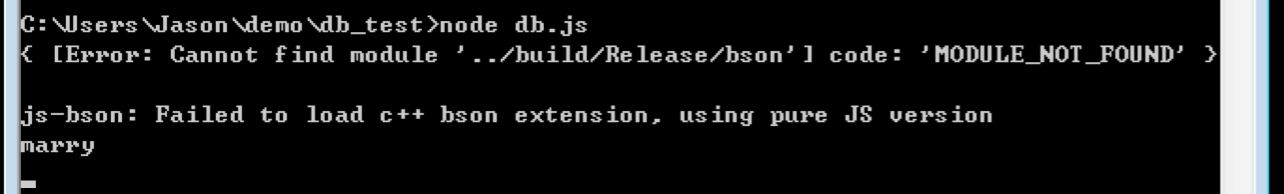 C:\Users\Jason\demo\db_test>node db.js
{ [Error: Cannot find module '../build/Release/bson'] code: 'MODULE_NOT_FOUND' }
js-bson: Failed to load c++ bson extension, using pure JS version
marry